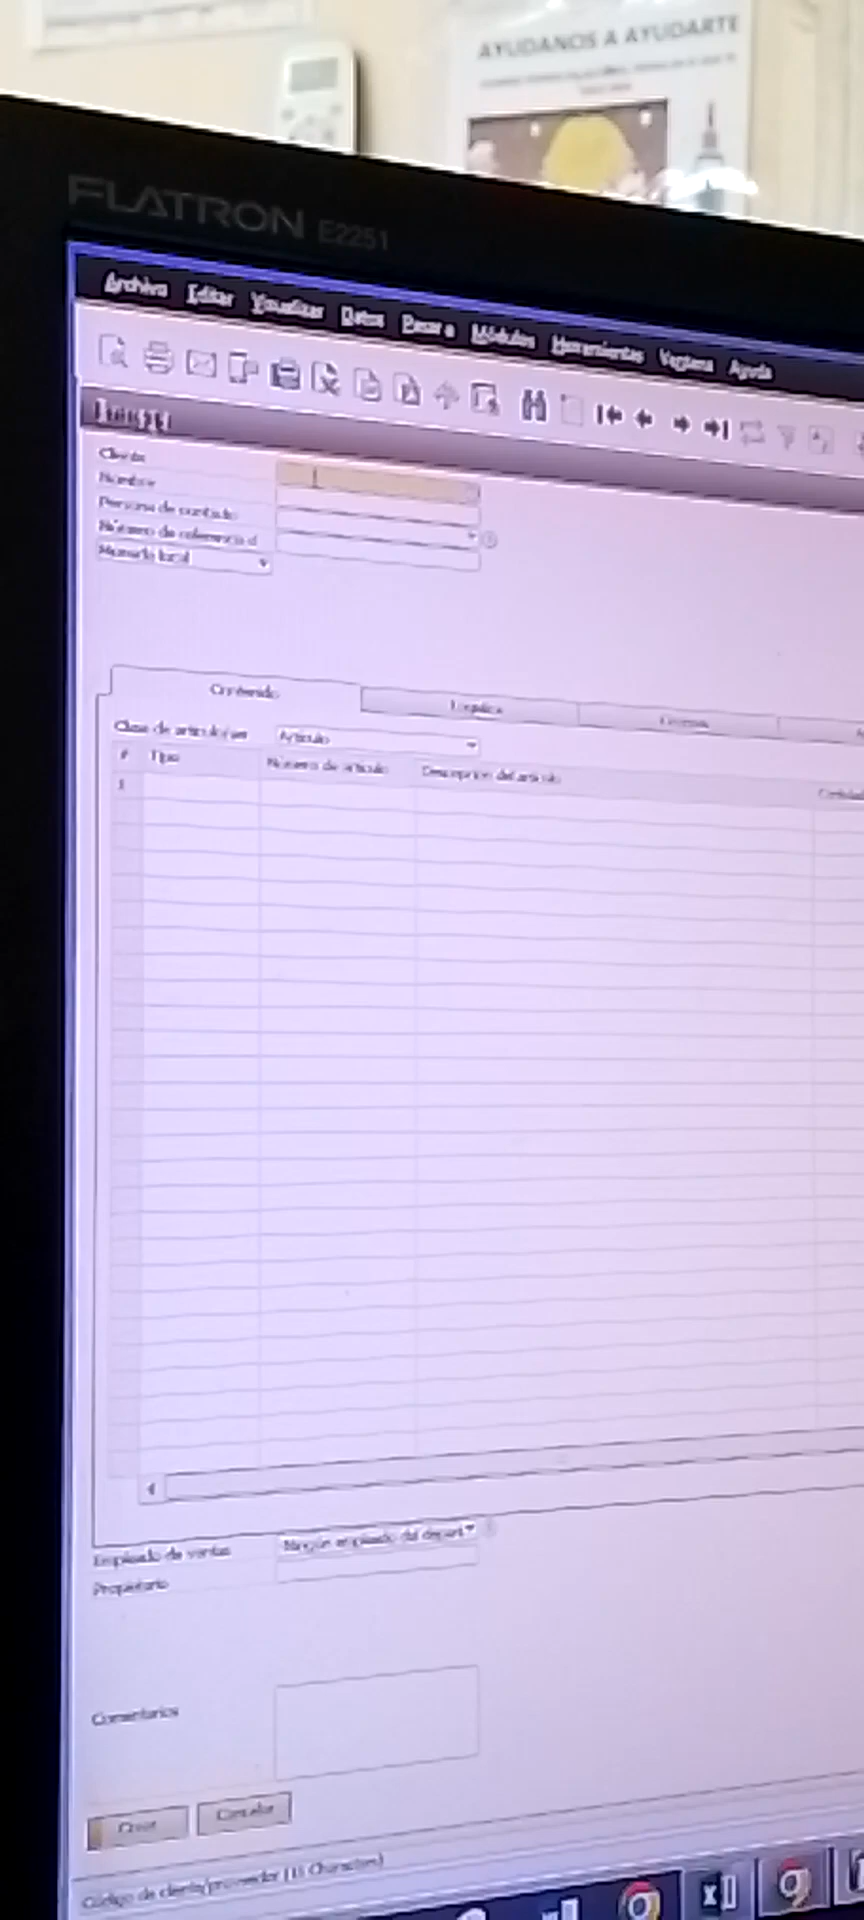 AYUDANOS A AYUDARTE
FLATRON E2251
Archivo Editar Visualizar Datos Pasar a Módulos Herramientas Ventana Ayuda
Cliente
Nombre
Persona de contacto
Número de referencia d
Moneda local
Contenido Logística
Clase de artículo/ser Artículo
# Tipo Número de artículo Descripción del artículo Cantidad
1
Empleado de ventas Ningún empleado del depart
Propietario
Comentarios
Crear Cancelar
Código de cliente/proveedor (15 Characters)